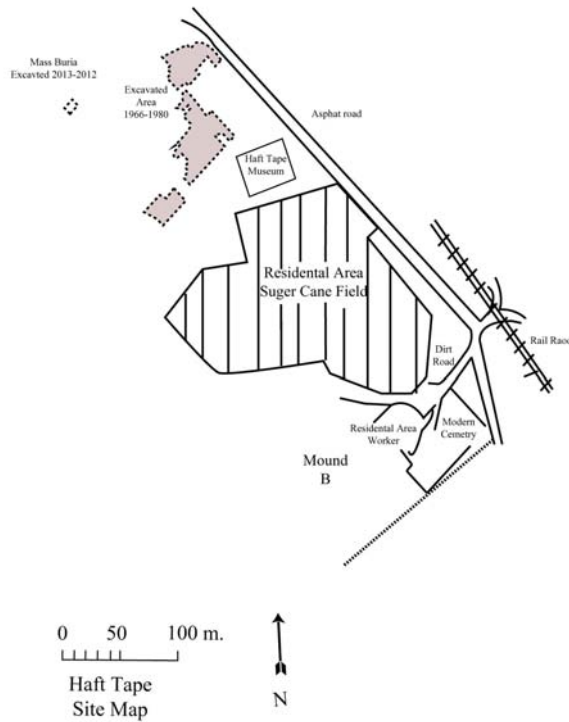 Mass Buria
Excavted 2013-2012
Excavated
Area
1966-1980
Asphat road
Haft Tape
Museum
Residental Area
Suger Cane Field
Rail Raod
Dirt
Road
Residental Area
Worker
Modern
Cemetry
Mound
B
0 50 100 m.
Haft Tape
Site Map
N